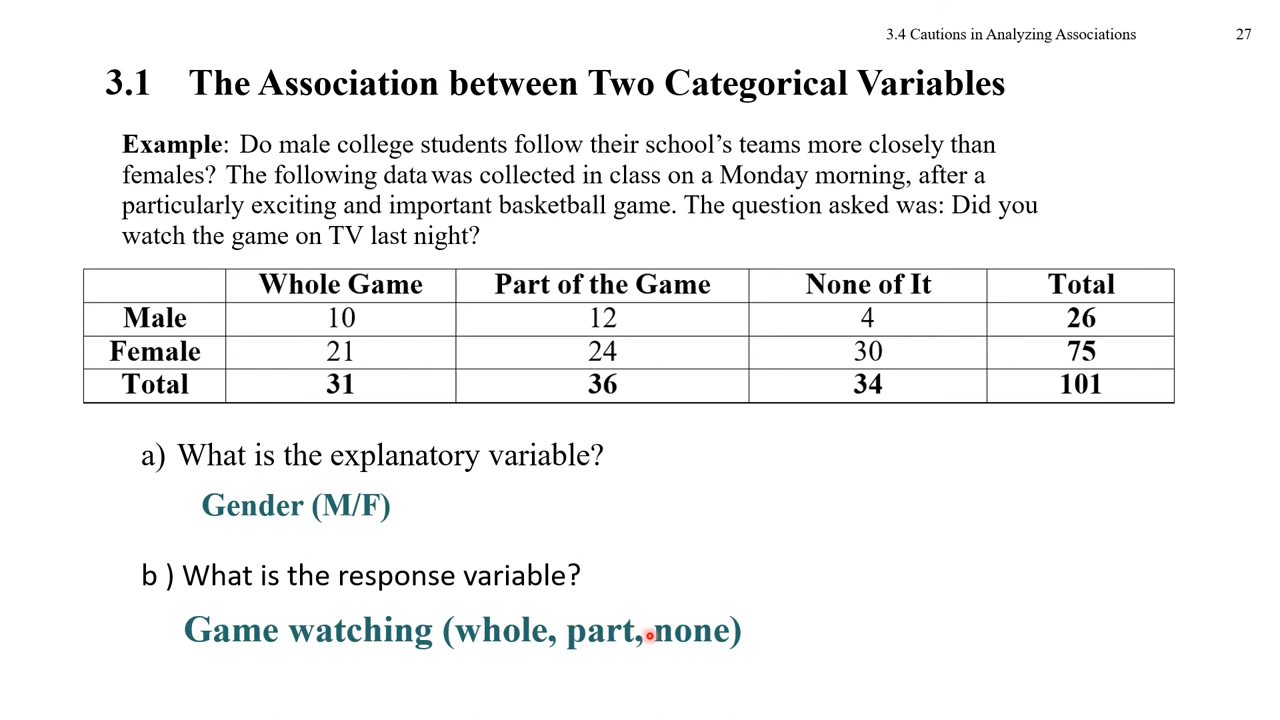 3.4 Cautions in Analyzing Associations 27
3.1 The Association between Two Categorical Variables
Example: Do male college students follow their school’s teams more closely than
females? The following data was collected in class on a Monday morning, after a
particularly exciting and important basketball game. The question asked was: Did you
watch the game on TV last night?
Whole Game Part of the Game None of It Total
Male 10 12 4 26
Female 21 24 30 75
Total 31 36 34 101
a) What is the explanatory variable?
Gender (M/F)
b ) What is the response variable?
Game watching (whole, part, none)